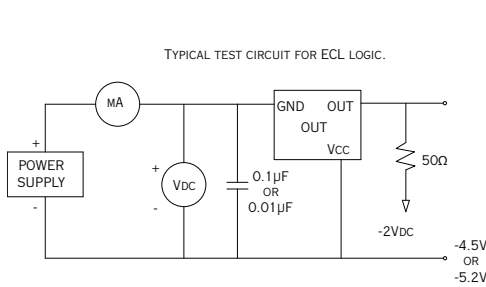 TYPICAL TEST CIRCUIT FOR ECL LOGIC.
MA
GND OUT
OUT
VCC
+
POWER
SUPPLY
-
+
VDC
-
0.1µF
OR
0.01µF
50Ω
-2VDC
-4.5V
OR
-5.2V